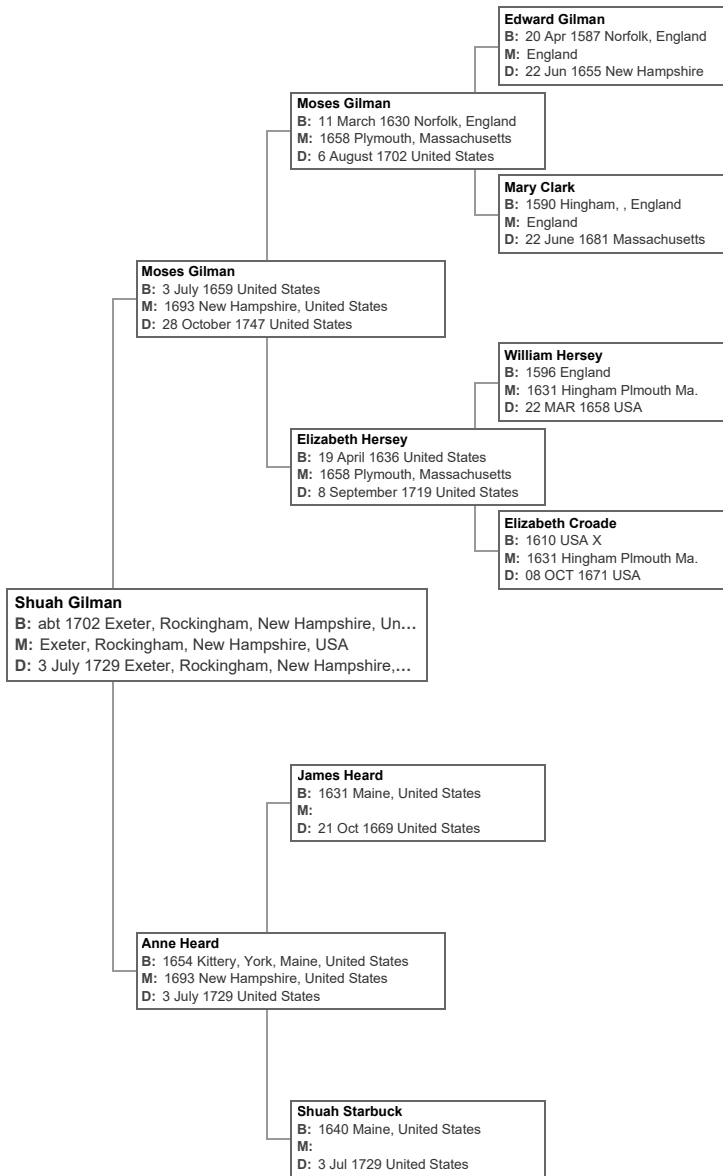 Edward Gilman
B: 20 Apr 1587 Norfolk, England
M: England
D: 22 Jun 1655 New Hampshire
Moses Gilman
B: 11 March 1630 Norfolk, England
M: 1658 Plymouth, Massachusetts
D: 6 August 1702 United States
Mary Clark
B: 1590 Hingham, , England
M: England
D: 22 June 1681 Massachusetts
Moses Gilman
B: 3 July 1659 United States
M: 1693 New Hampshire, United States
D: 28 October 1747 United States
William Hersey
B: 1596 England
M: 1631 Hingham Plmouth Ma.
D: 22 MAR 1658 USA
Elizabeth Hersey
B: 19 April 1636 United States
M: 1658 Plymouth, Massachusetts
D: 8 September 1719 United States
Elizabeth Croade
B: 1610 USA X
M: 1631 Hingham Plmouth Ma.
D: 08 OCT 1671 USA
Shuah Gilman
B: abt 1702 Exeter, Rockingham, New Hampshire, Un...
M: Exeter, Rockingham, New Hampshire, USA
D: 3 July 1729 Exeter, Rockingham, New Hampshire,...
James Heard
B: 1631 Maine, United States
M:
D: 21 Oct 1669 United States
Anne Heard
B: 1654 Kittery, York, Maine, United States
M: 1693 New Hampshire, United States
D: 3 July 1729 United States
Shuah Starbuck
B: 1640 Maine, United States
M:
D: 3 Jul 1729 United States